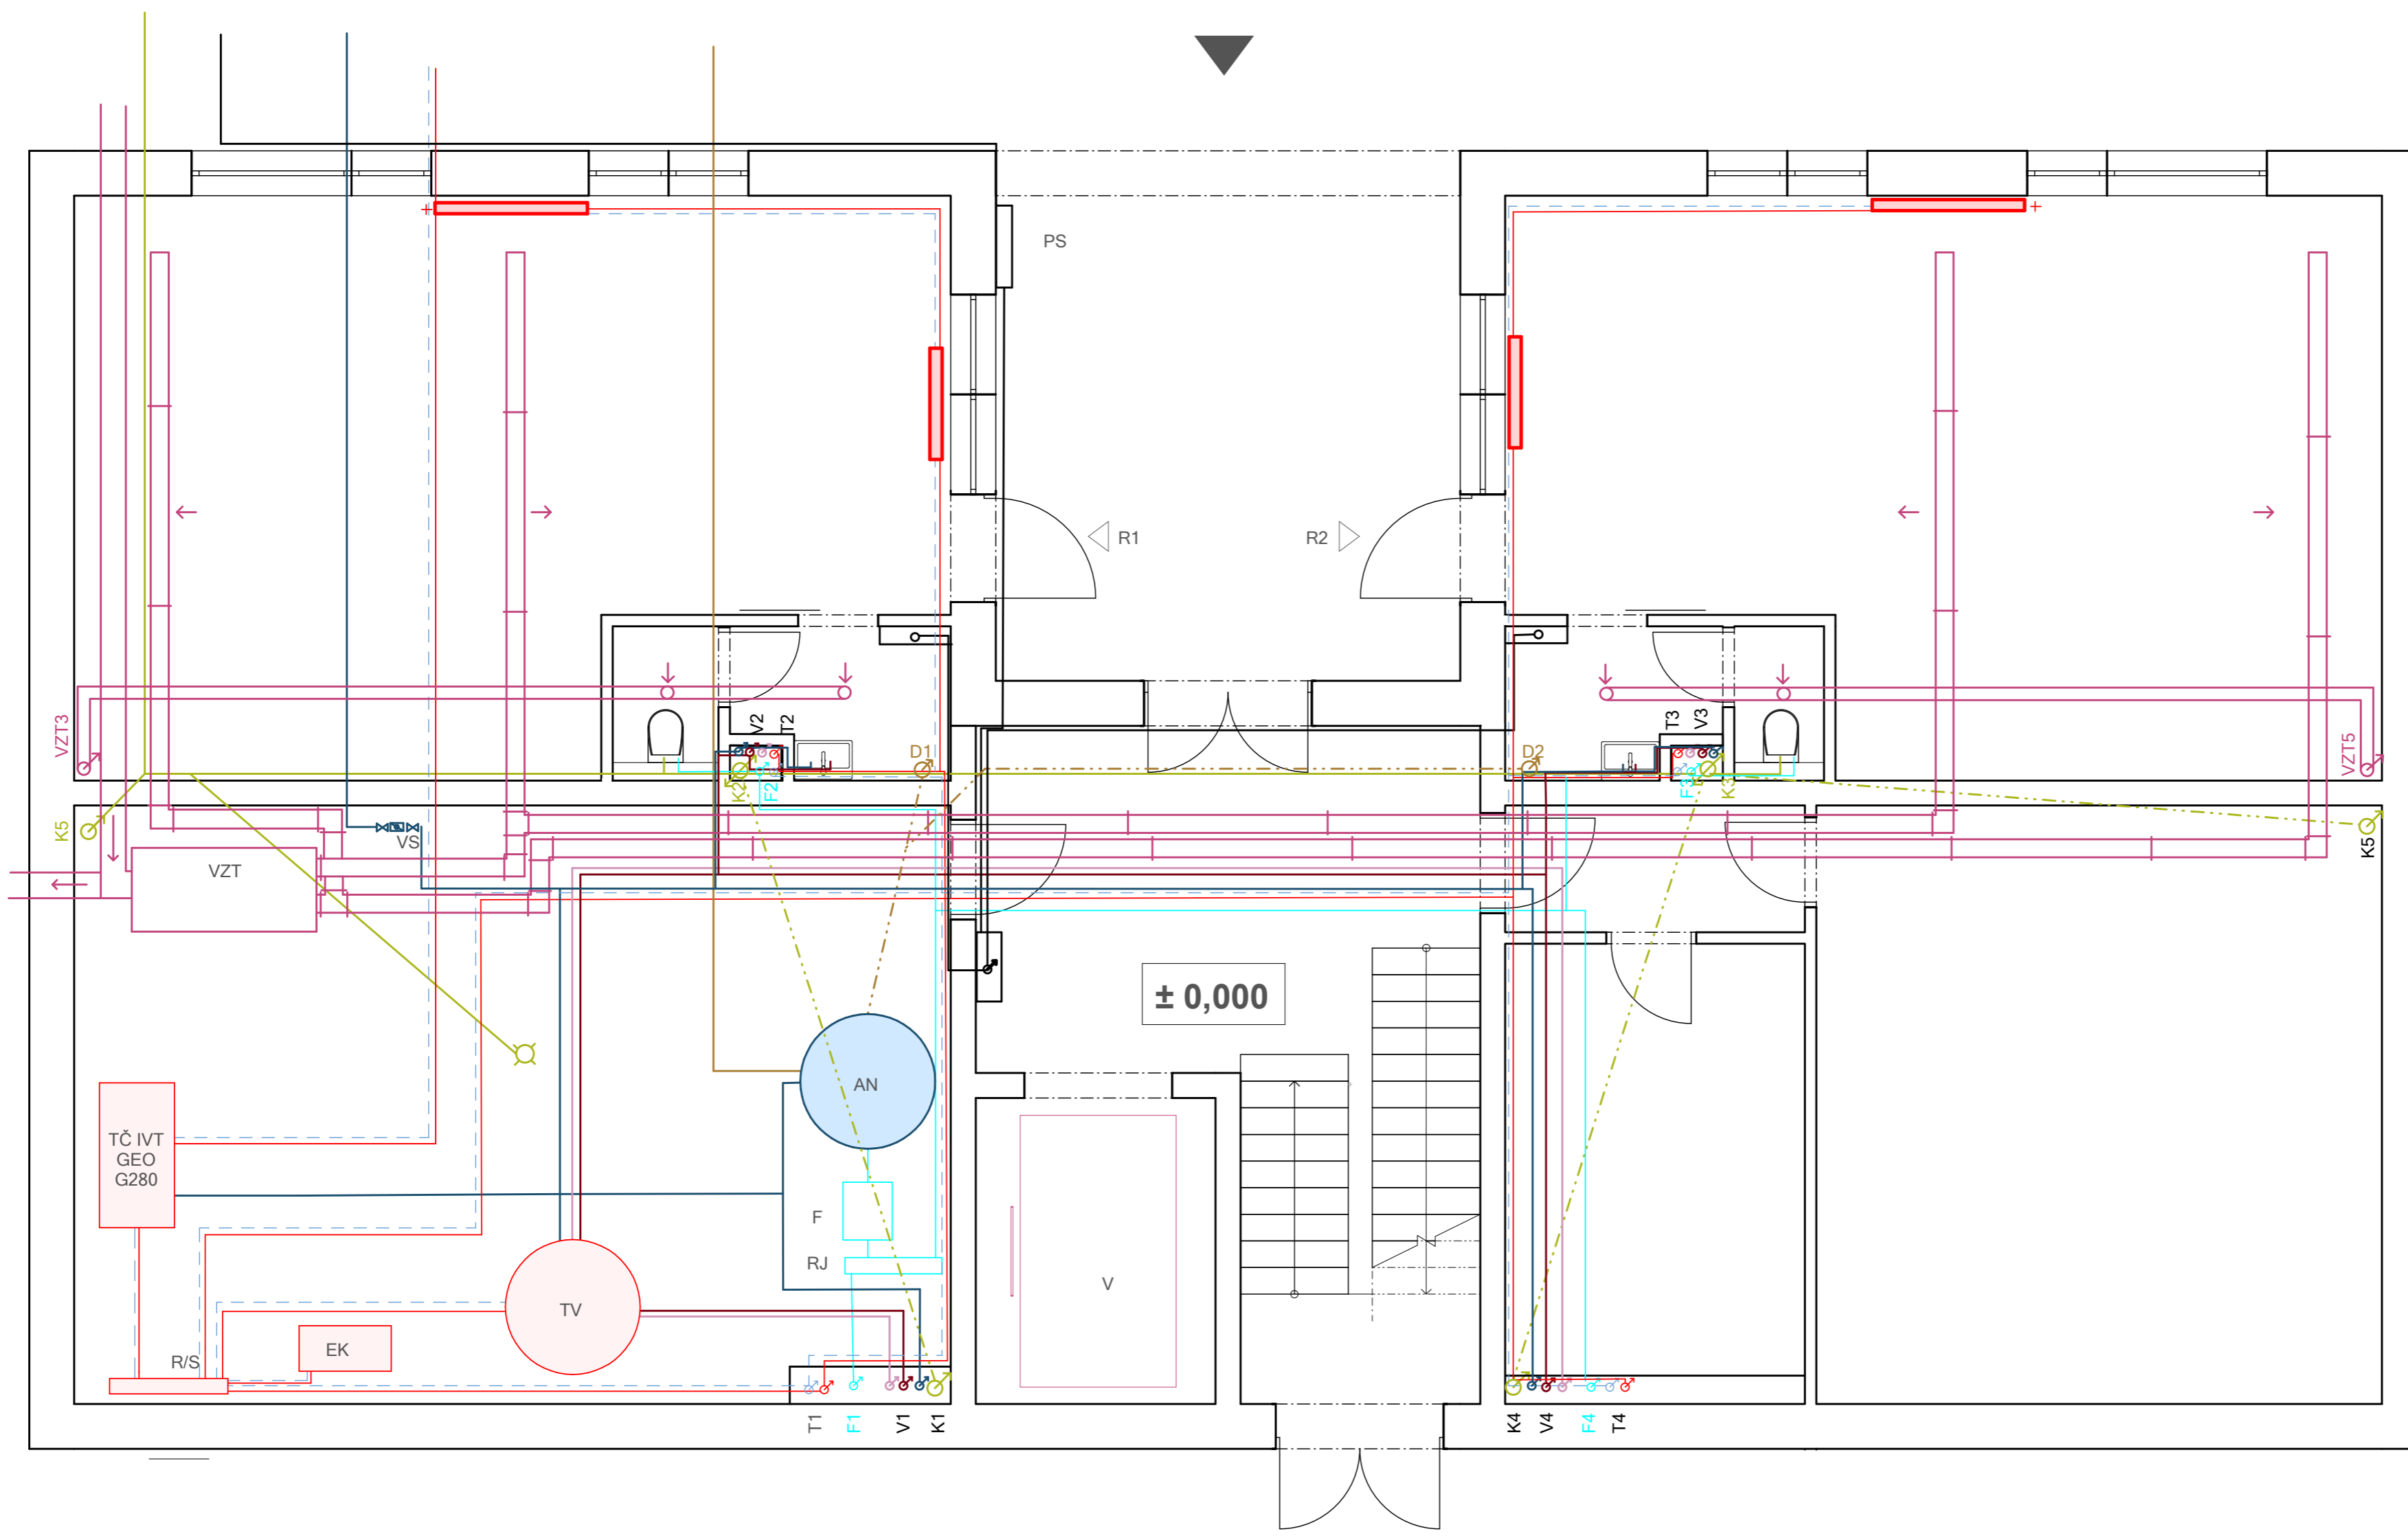 PS
R1
R2
VZT3
V2
T2
D1
D2
T3
V3
VZT5
K5
K2
F2
F3
K3
K5
VS
VZT
± 0,000
AN
TČ IVT
GEO
G280
F
RJ
V
TV
EK
R/S
T1
F1
V1
K1
K4
V4
F4
T4